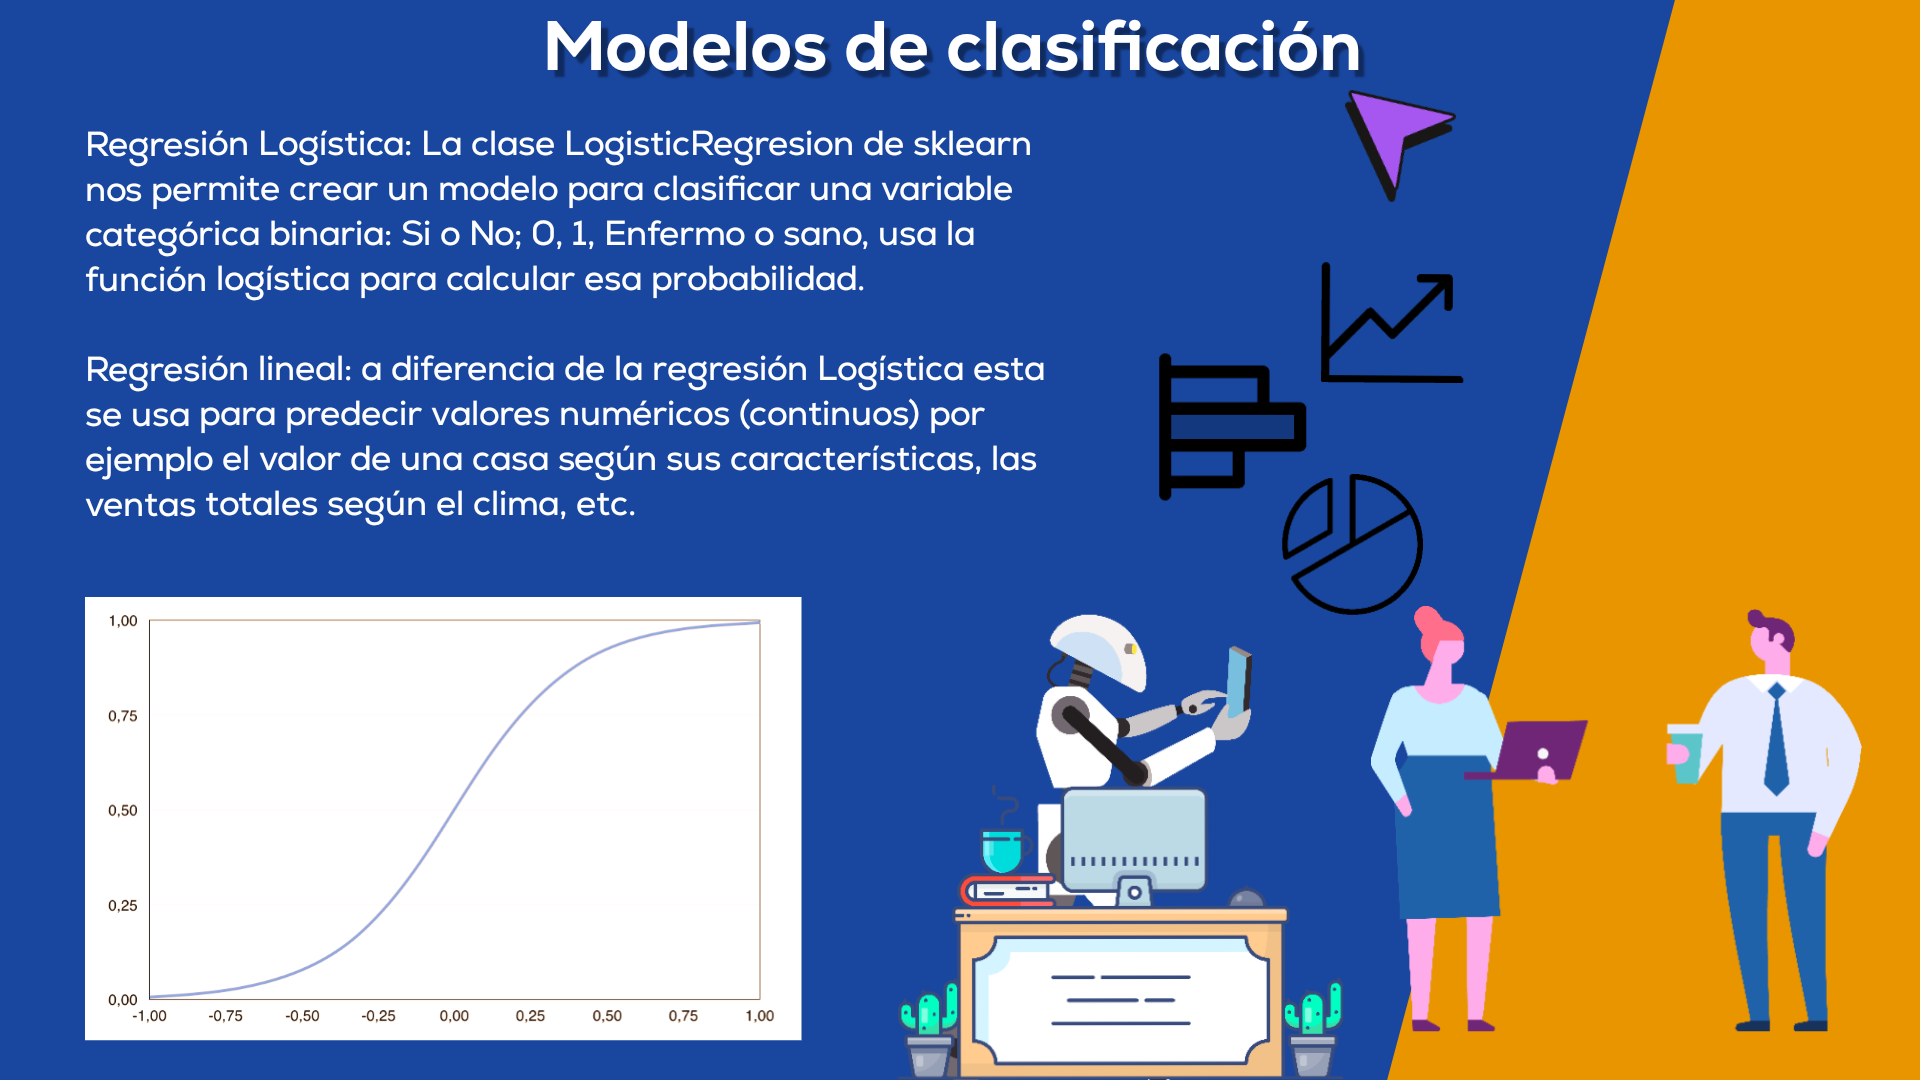 Modelos de clasificación
Regresión Logística: La clase LogisticRegresion de sklearn
nos permite crear un modelo para clasificar una variable
categórica binaria: Si o No; 0, 1, Enfermo o sano, usa la
función logística para calcular esa probabilidad.
Regresión lineal: a diferencia de la regresión Logística esta
se usa para predecir valores numéricos (continuos) por
ejemplo el valor de una casa según sus características, las
ventas totales según el clima, etc.
1,00
0,75
0,50
0,25
0,00
-1,00 -0,75 -0,50 -0,25 0,00 0,25 0,50 0,75 1,00